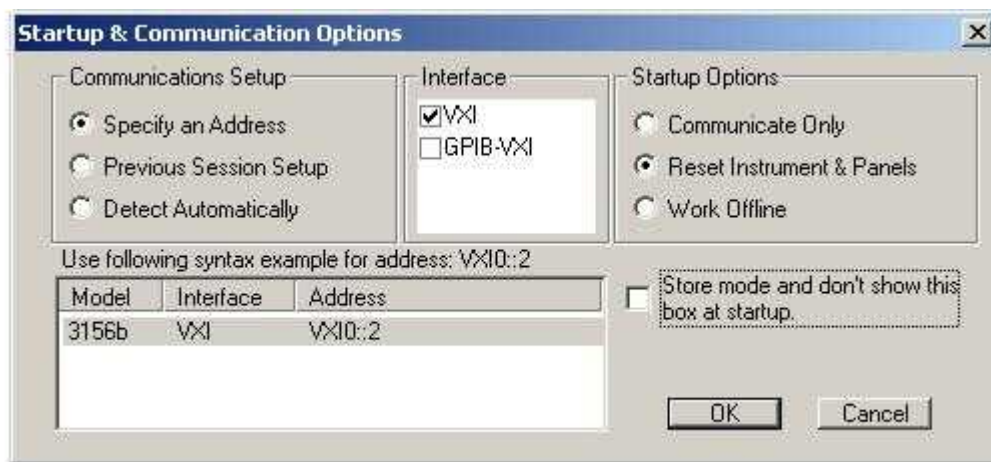 Startup & Communication Options
Communications Setup
Specify an Address
Previous Session Setup
Detect Automatically
Interface
VXI
GPIB-VXI
Startup Options
Communicate Only
Reset Instrument & Panels
Work Offline
Use following syntax example for address: VXI0::2
Model Interface Address
3156b VXI VXI0::2
Store mode and don't show this
box at startup.
OK Cancel